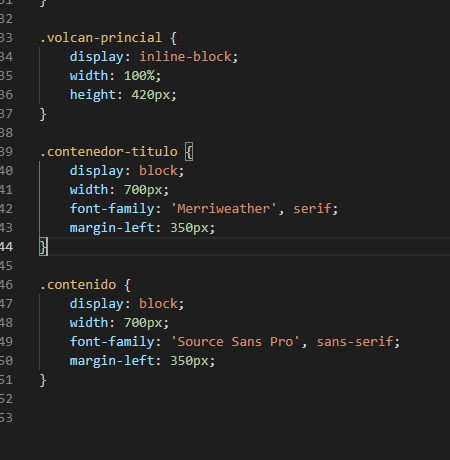 }
32
33 .volcan-princial {
34 display: inline-block;
35 width: 100%;
36 height: 420px;
37 }
38
39 .contenedor-titulo {
40 display: block;
41 width: 700px;
42 font-family: 'Merriweather', serif;
43 margin-left: 350px;
44 }
45
46 .contenido {
47 display: block;
48 width: 700px;
49 font-family: 'Source Sans Pro', sans-serif;
50 margin-left: 350px;
51 }
52
53